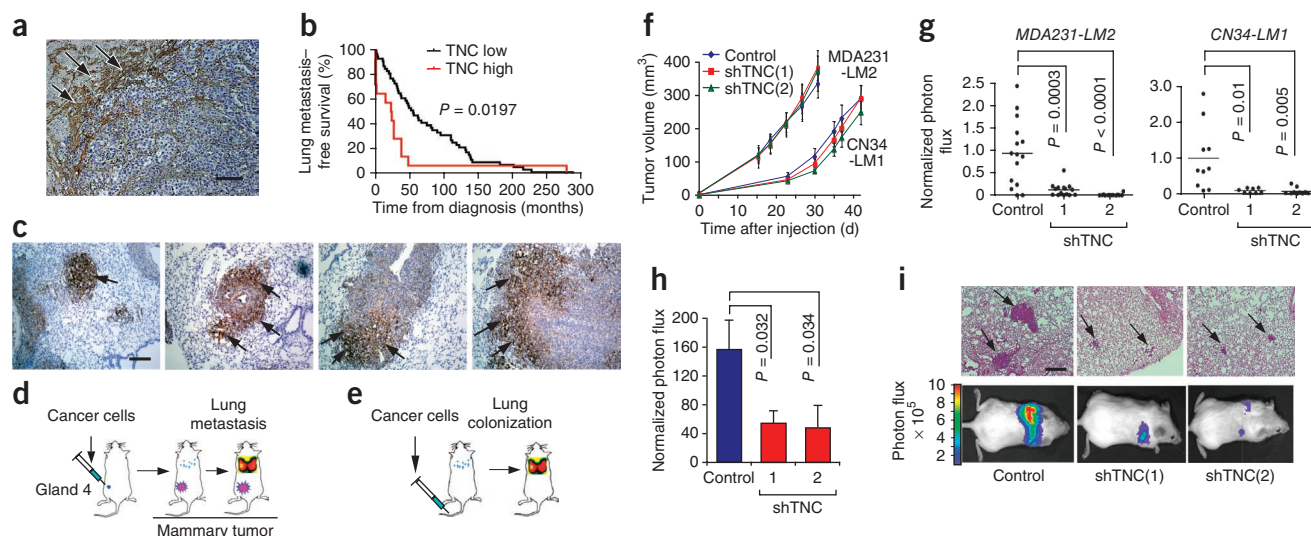 a
b
Lung metastasis–
free survival (%)
100
80
60
40
20
0
TNC low
TNC high
P = 0.0197
0 50 100 150 200 250 300
Time from diagnosis (months)
c
d
Cancer cells
Lung
metastasis
Gland 4
Mammary tumor
e
Cancer cells
Lung
colonization
f
Tumor volume (mm3)
400
300
200
100
0
Control
shTNC(1)
shTNC(2)
MDA231
-LM2
CN34
-LM1
0 10 20 30 40
Time after injection (d)
g
MDA231-LM2
Normalized photon
flux
2.5
2.0
1.5
1.0
0.5
0
P = 0.0003
P < 0.0001
Control 1 2
shTNC
CN34-LM1
3.0
2.0
1.0
0
P = 0.01
P = 0.005
Control 1 2
shTNC
h
Normalized photon flux
200
160
120
80
40
0
P = 0.032
P = 0.034
Control 1 2
shTNC
i
Photon flux
× 105
10
8
6
4
2
Control
shTNC(1)
shTNC(2)